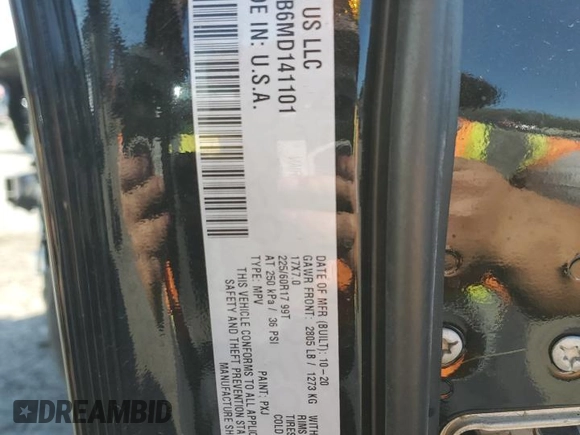 US LLC
B6MD141101
DE IN: U.S.A.
DATE OF MFR (BUILT): 10-20
GAWR FRONT: 2805 LB / 1273 KG WITH
17X7.0 RIMS
225/60R17 99T TIRES
AT 250 kPa / 36 PSI COLD
TYPE: MPV PAINT: PXJ
THIS VEHICLE CONFORMS TO ALL APPLIC
SAFETY AND THEFT PREVENTION STA
MANUFACTURE SH
DREAMBID